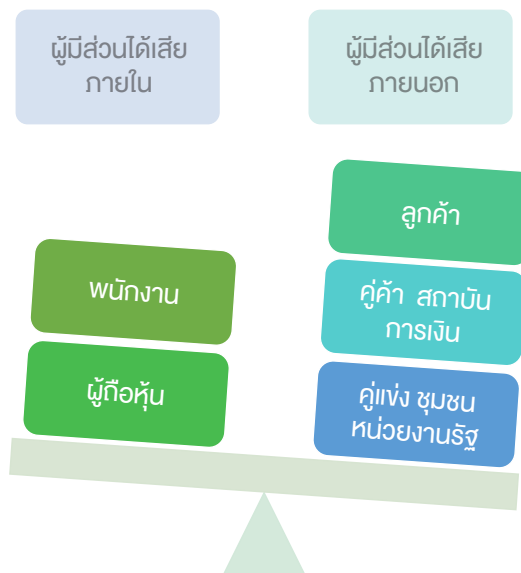 ผู้มีส่วนได้เสีย
ภายใน
ผู้มีส่วนได้เสีย
ภายนอก
พนักงาน
ผู้ถือหุ้น
ลูกค้า
คู่ค้า สถาบัน
การเงิน
คู่แข่ง ชุมชน
หน่วยงานรัฐ